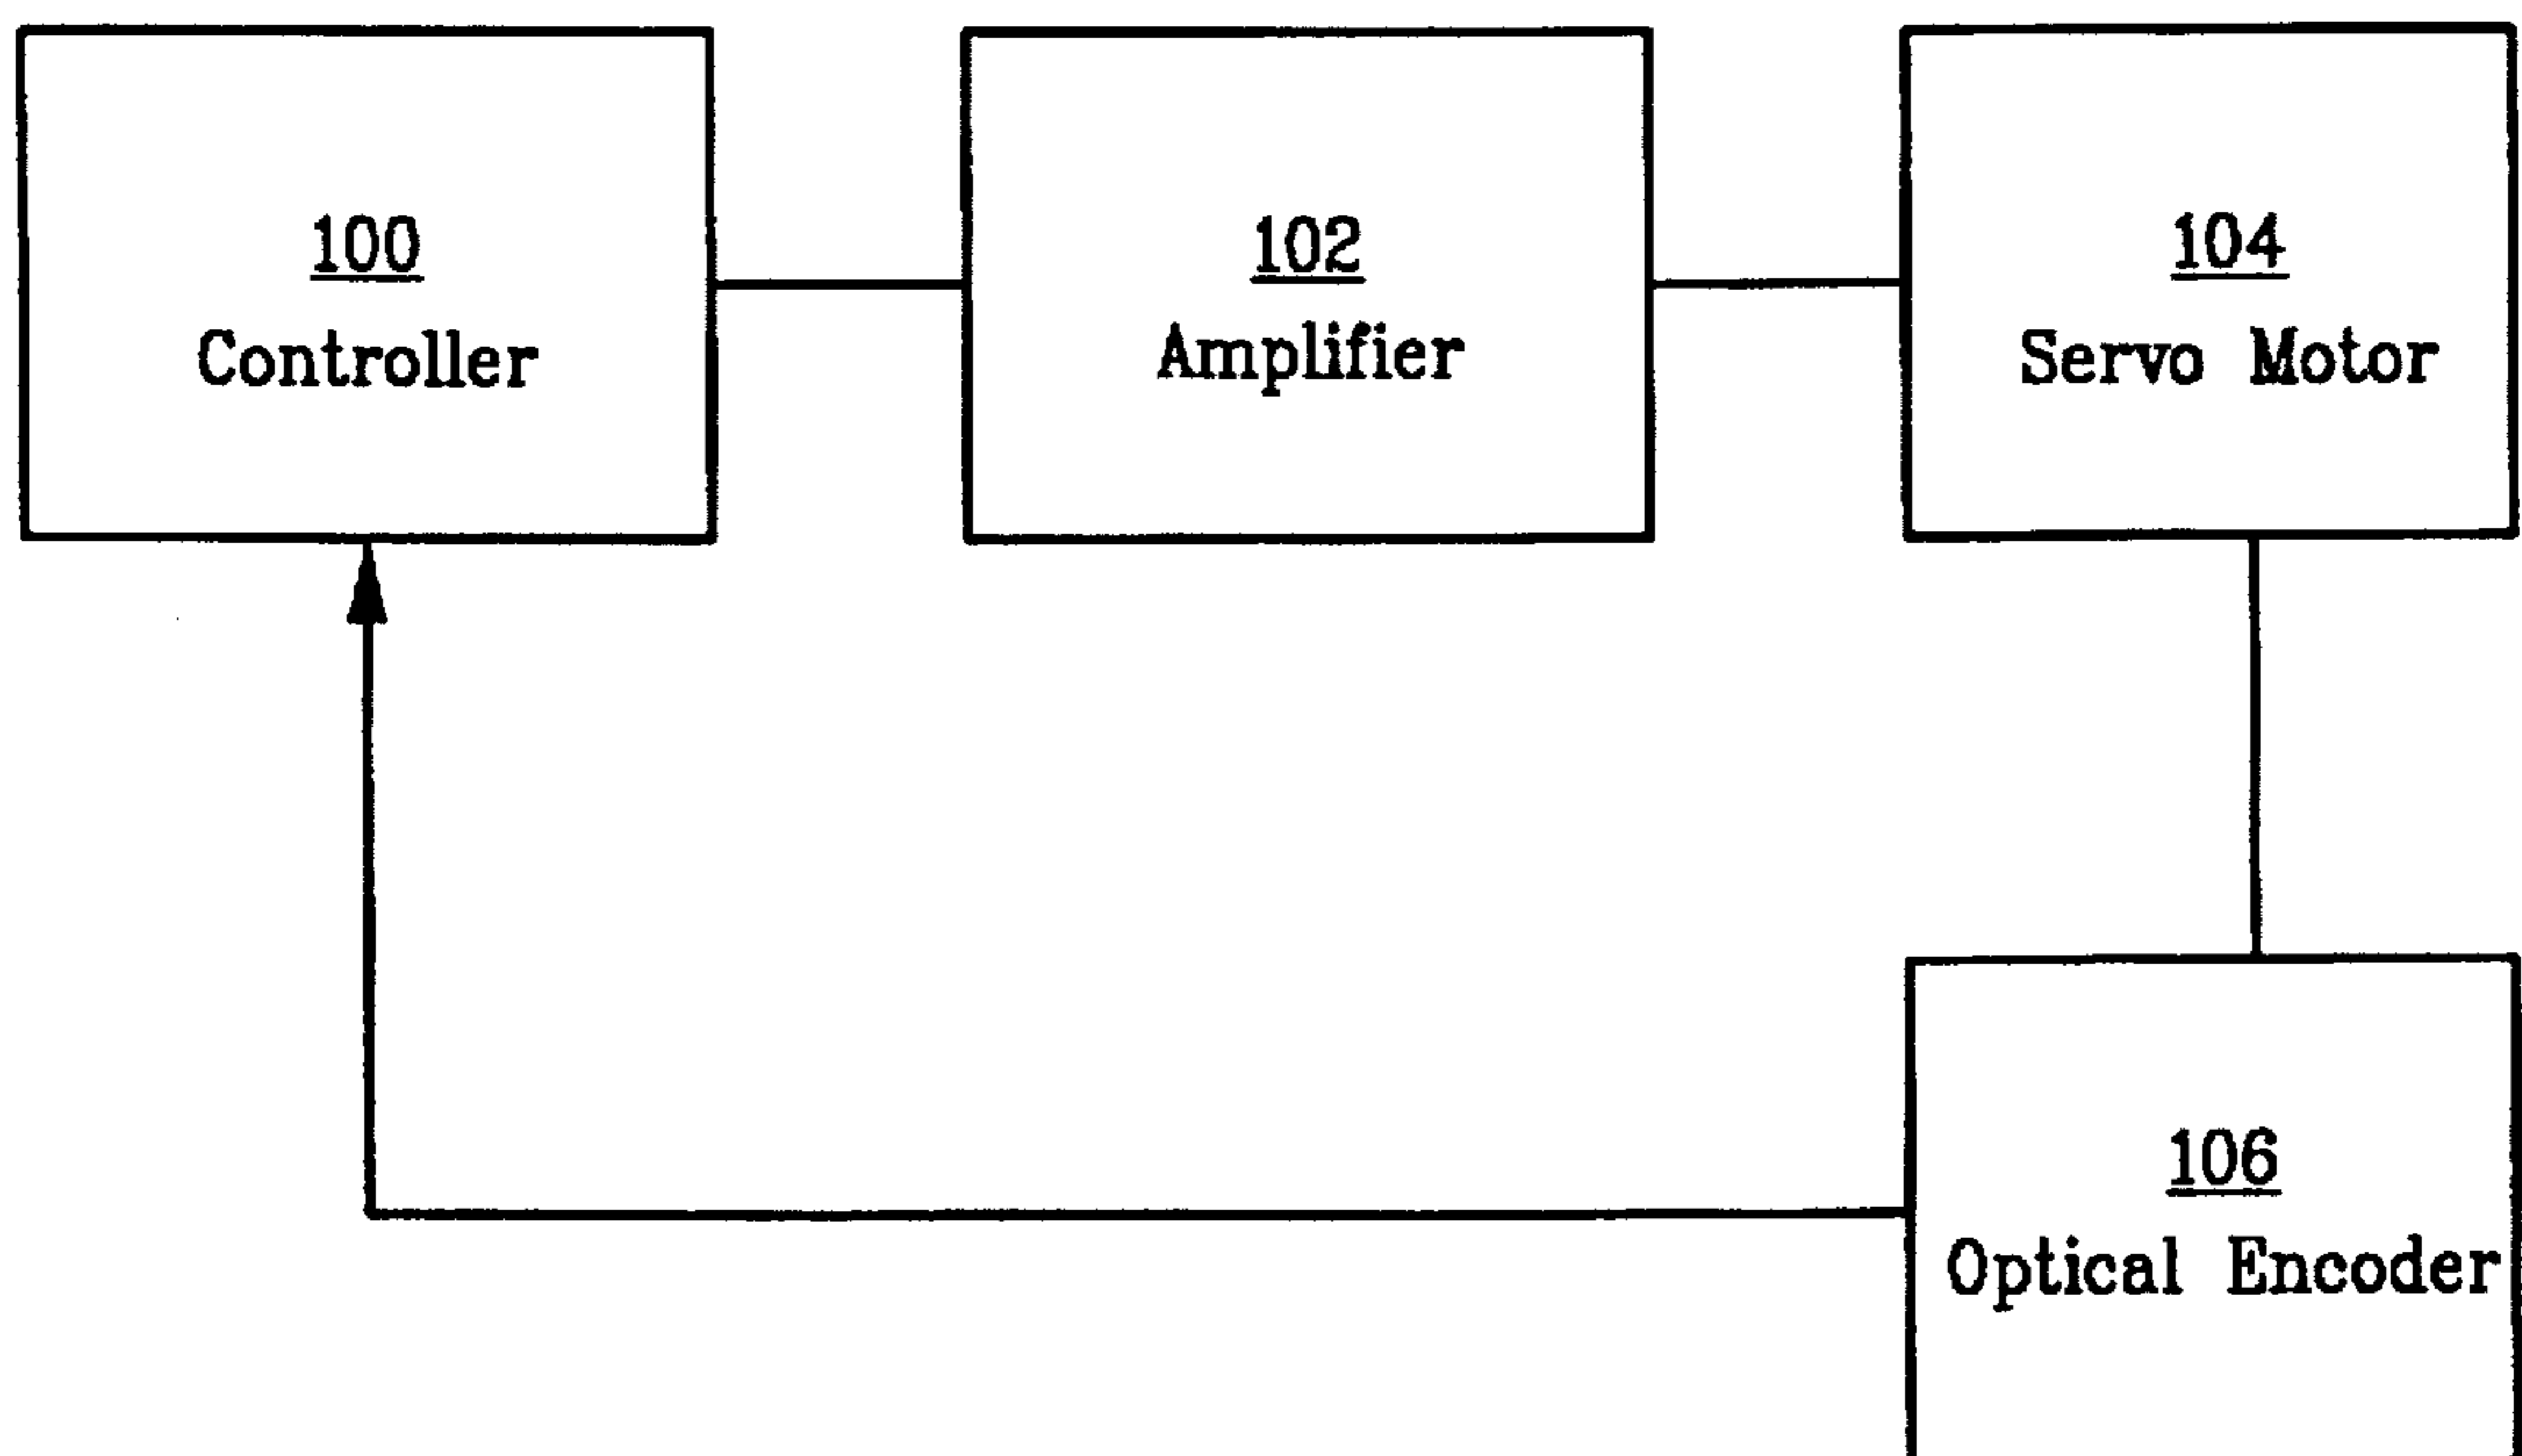 100
Controller
102
Amplifier
104
Servo Motor
106
Optical Encoder